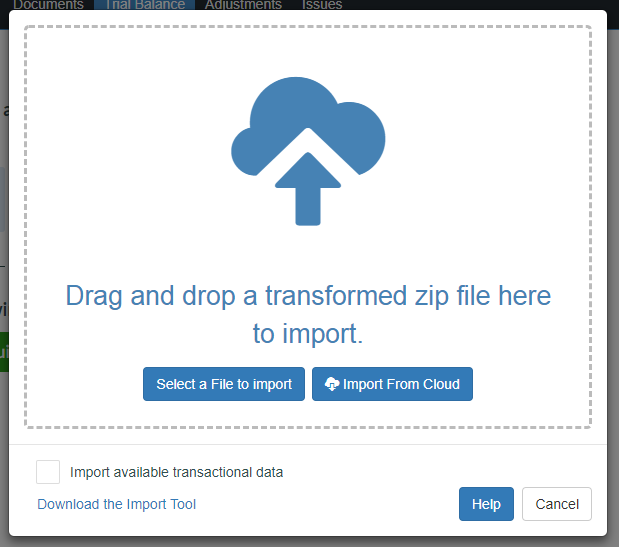 Documents Trial Balance Adjustments Issues
Drag and drop a transformed zip file here
to import.
Select a File to import Import From Cloud
Import available transactional data
Download the Import Tool Help Cancel